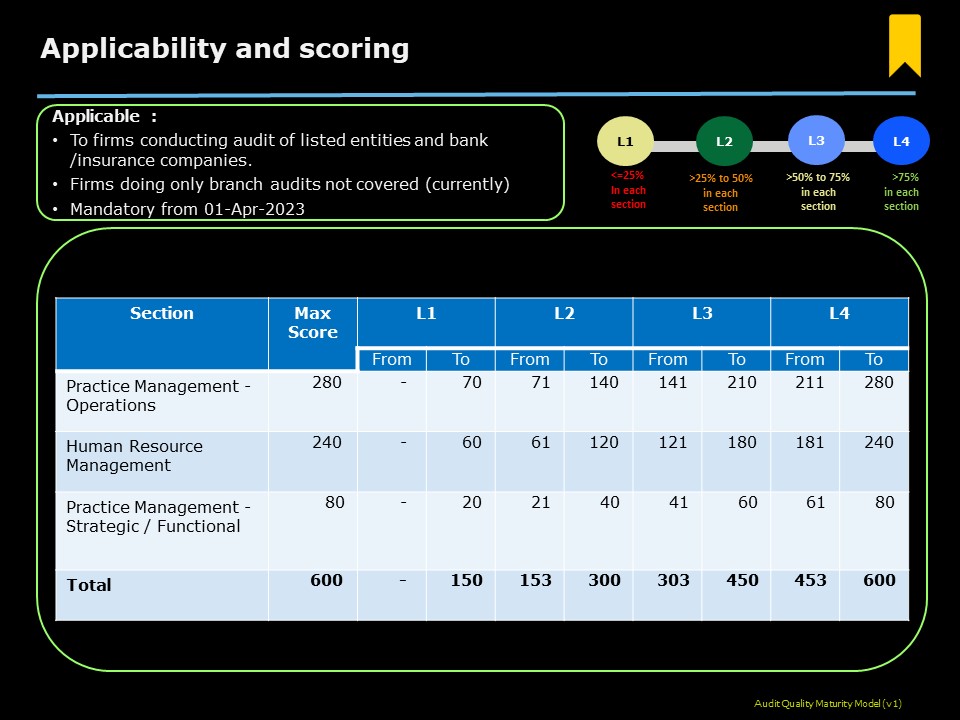 Applicability and scoring
Applicable :
• To firms conducting audit of listed entities and bank
/insurance companies.
• Firms doing only branch audits not covered (currently)
• Mandatory from 01-Apr-2023
L1 L2 L3 L4
<=25%
In each
section
>25% to 50%
in each
section
>50% to 75%
in each
section
>75%
in each
section
Section Max L1 L2 L3 L4
Score
From To From To From To From To
Practice Management - 280 - 70 71 140 141 210 211 280
Operations
Human Resource 240 - 60 61 120 121 180 181 240
Management
Practice Management - 80 - 20 21 40 41 60 61 80
Strategic / Functional
Total 600 - 150 153 300 303 450 453 600
Audit Quality Maturity Model (v1)